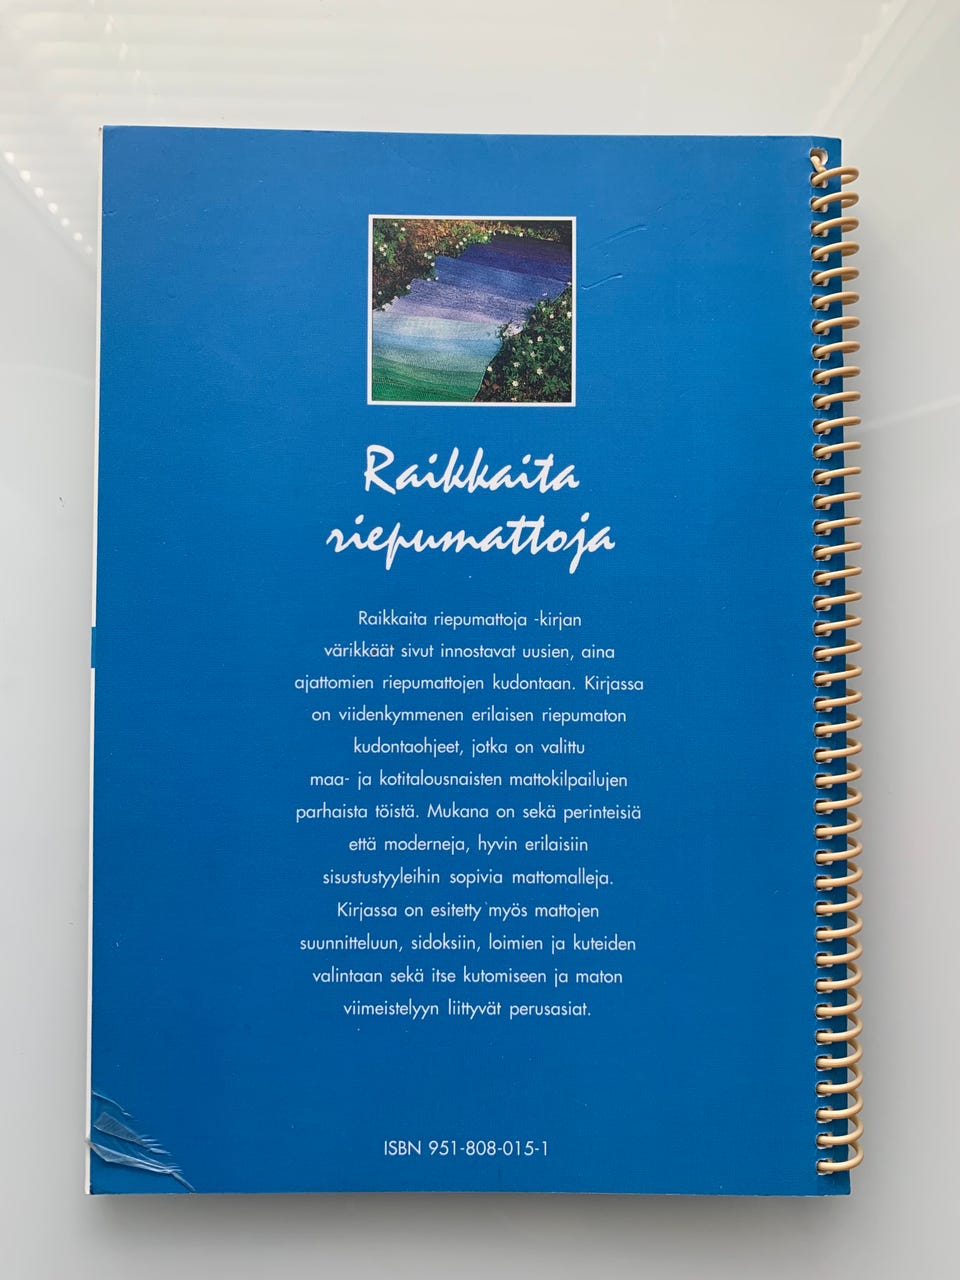 Raikkaita
riepumattoja
Raikkaita riepumattoja -kirjan
värikkäät sivut innostavat uusien, aina
ajattomien riepumattojen kudontaan. Kirjassa
on viidenkymmenen erilaisen riepumaton
kudontaohjeet, jotka on valittu
maa- ja kotitalousnaisten mattokilpailujen
parhaista töistä. Mukana on sekä perinteisiä
että moderneja, hyvin erilaisiin
sisustustyyleihin sopivia mattomalleja.
Kirjassa on esitetty myös mattojen
suunnitteluun, sidoksiin, loimien ja kuteiden
valintaan sekä itse kutomiseen ja maton
viimeistelyyn liittyvät perusasiat.
ISBN 951-808-015-1